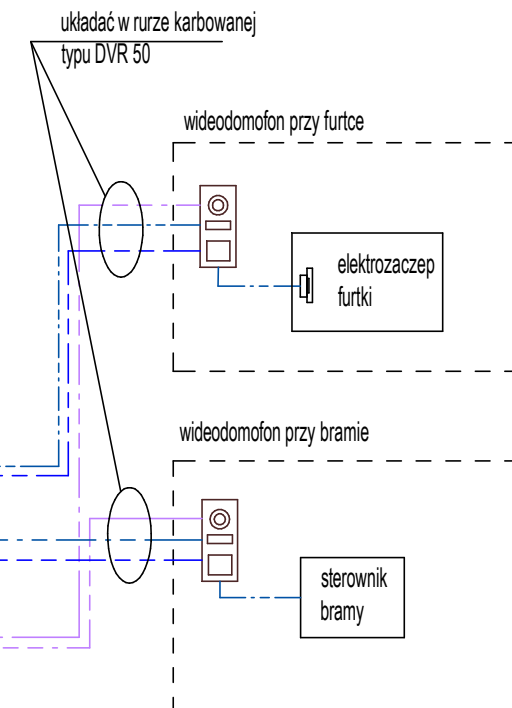 układać w rurze karbowanej
typu DVR 50
wideodomofon przy furtce
elektrozaczep
furtki
wideodomofon przy bramie
sterownik
bramy